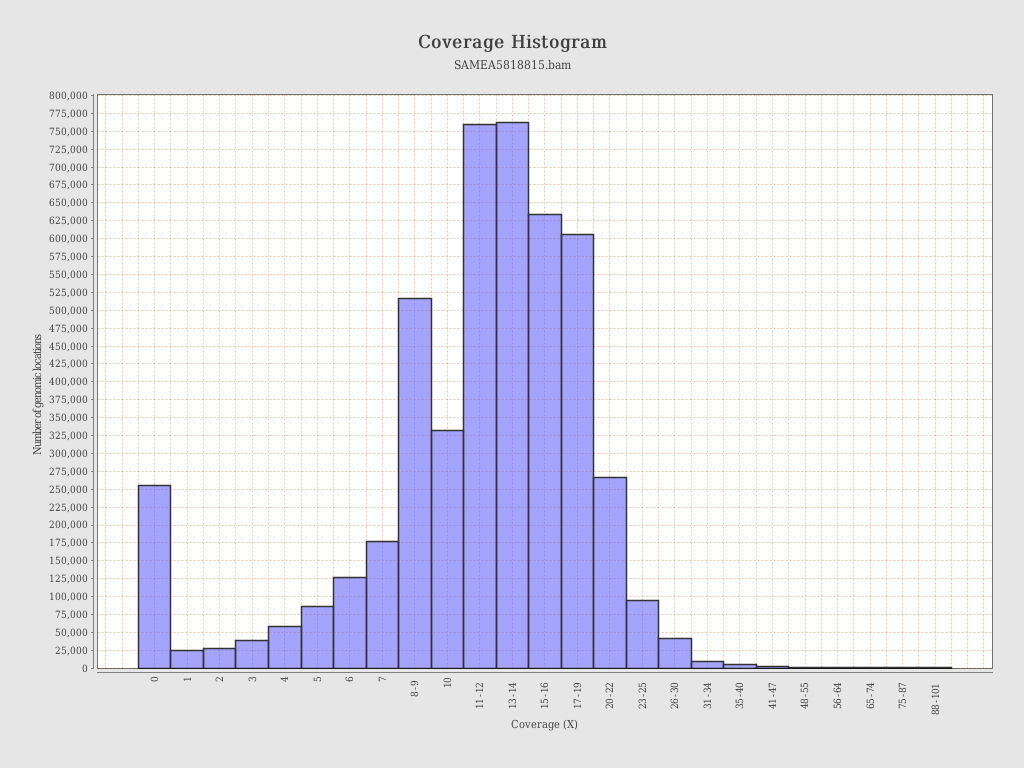 Coverage Histogram
SAMEA5818815.bam
800,000
775,000
750,000
725,000
700,000
675,000
650,000
625,000
600,000
575,000
550,000
525,000
500,000
475,000
450,000
425,000
400,000
375,000
350,000
325,000
300,000
275,000
250,000
225,000
200,000
175,000
150,000
125,000
100,000
75,000
50,000
25,000
0
Number of genomic locations
0
1
2
3
4
5
6
7
8 - 9
10
11 - 12
13 - 14
15 - 16
17 - 19
20 - 22
23 - 25
26 - 30
31 - 34
35 - 40
41 - 47
48 - 55
56 - 64
65 - 74
75 - 87
88 - 101
Coverage (X)